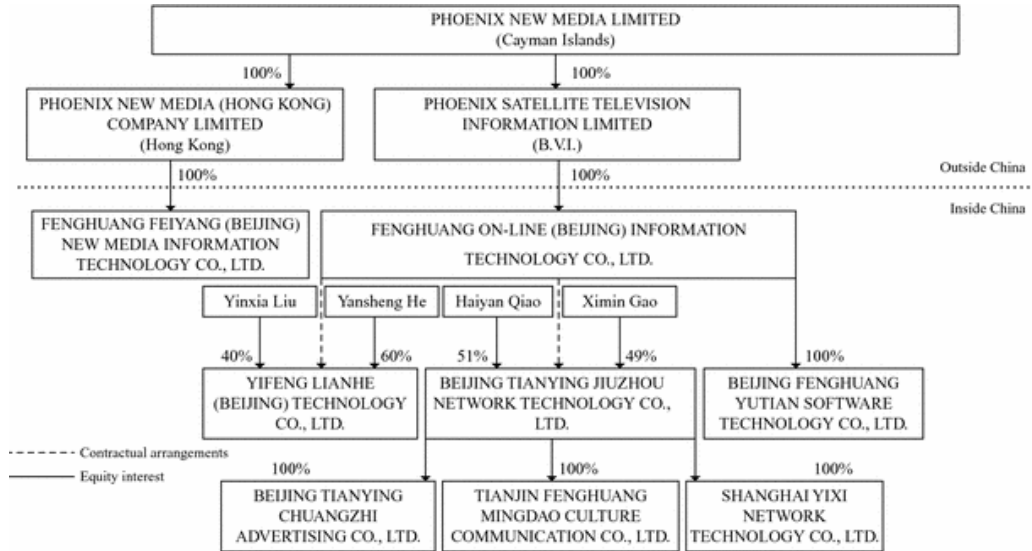 PHOENIX NEW MEDIA LIMITED
(Cayman Islands)
100%
100%
PHOENIX NEW MEDIA (HONG KONG)
COMPANY LIMITED
(Hong Kong)
PHOENIX SATELLITE TELEVISION
INFORMATION LIMITED
(B.V.I.)
100%
100%
Outside China
Inside China
FENGHUANG FEIYANG (BEIJING)
NEW MEDIA INFORMATION
TECHNOLOGY CO., LTD.
FENGHUANG ON-LINE (BEIJING) INFORMATION
TECHNOLOGY CO., LTD.
Yinxia Liu
Yansheng He
Haiyan Qiao
Ximin Gao
40%
60%
51%
49%
100%
YIFENG LIANHE
(BEIJING) TECHNOLOGY
CO., LTD.
BEIJING TIANYING JIUZHOU
NETWORK TECHNOLOGY CO.,
LTD.
BEIJING FENGHUANG
YUTIAN SOFTWARE
TECHNOLOGY CO., LTD.
Contractual arrangements
Equity interest
100%
100%
100%
BEIJING TIANYING
CHUANGZHI
ADVERTISING CO., LTD.
TIANJIN FENGHUANG
MINGDAO CULTURE
COMMUNICATION CO., LTD.
SHANGHAI YIXI
NETWORK
TECHNOLOGY CO., LTD.